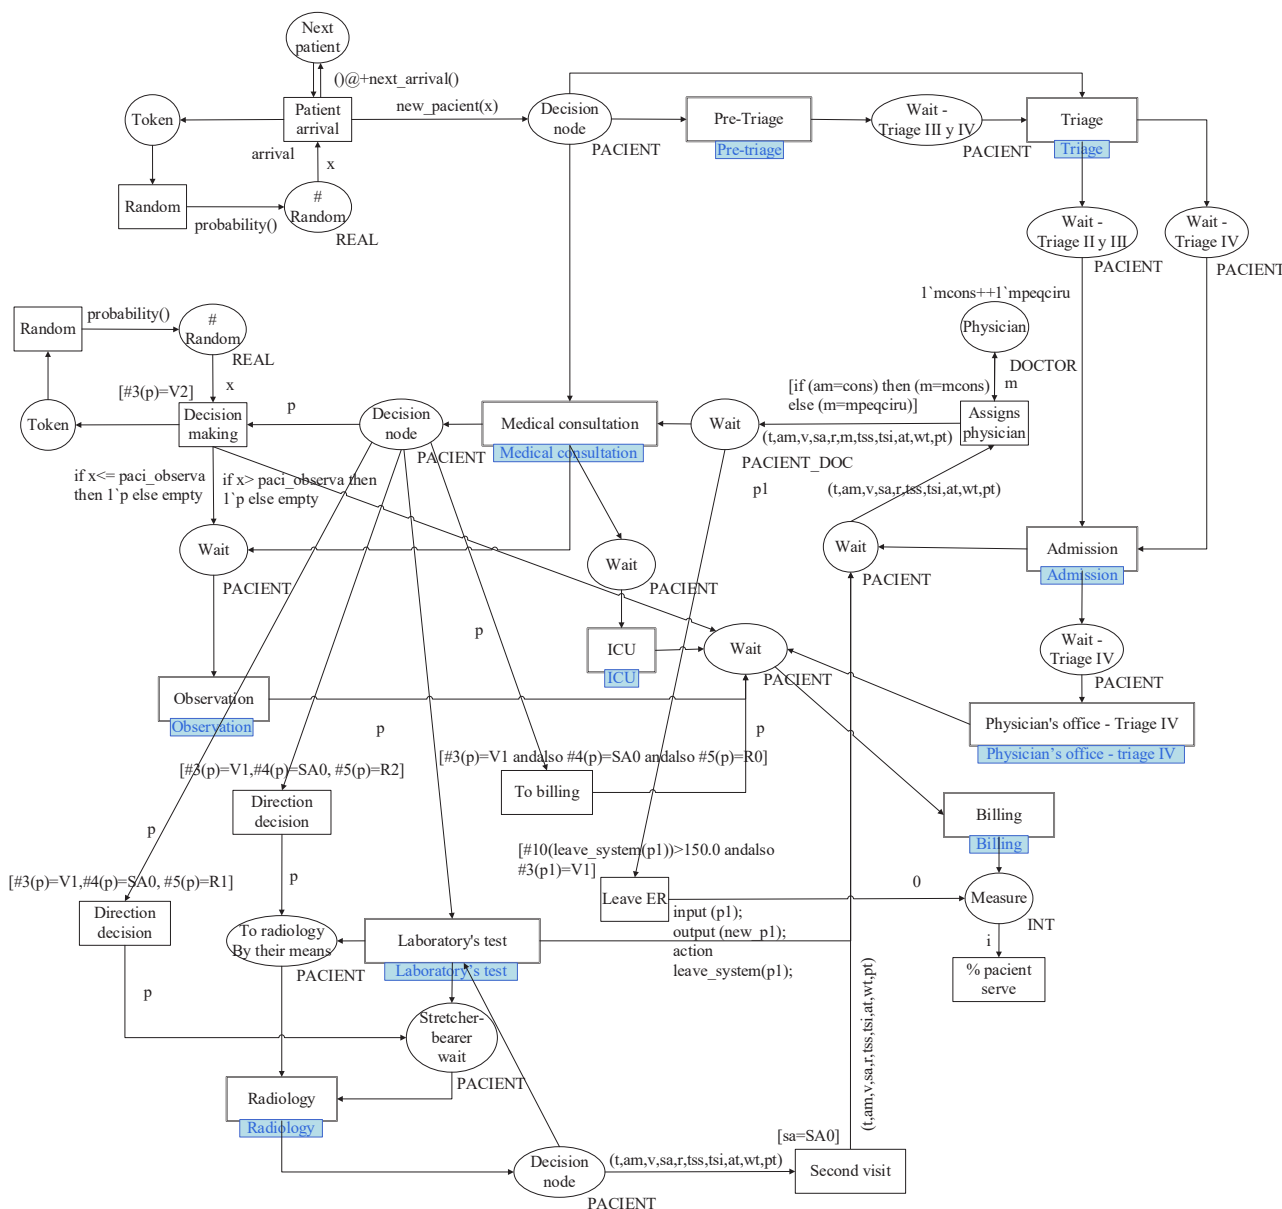 Next
patient
()@+next_arrival()
Token
Patient
arrival
new_pacient(x)
Decision
node
Pre-Triage
Wait -
Triage III y IV
Triage
arrival
PACIENT
Pre-triage
PACIENT
Triage
x
Random
#
Random
probability()
REAL
Wait -
Triage II y III
Wait -
Triage IV
PACIENT
PACIENT
1`mcons++1`mpeqciru
probability()
Random
#
Random
Physician
REAL
DOCTOR
[#3(p)=V2]
x
[if (am=cons) then (m=mcons)
else (m=mpeqciru)]
m
Token
Decision
making
p
Decision
node
Medical consultation
Wait
Assigns
physician
PACIENT
Medical consultation
(t,am,v,sa,r,m,tss,tsi,at,wt,pt)
PACIENT_DOC
if x<= paci_observa
then 1`p else empty
if x> paci_observa then
1`p else empty
p1
(t,am,v,sa,r,tss,tsi,at,wt,pt)
Wait
Wait
Wait
Admission
PACIENT
PACIENT
PACIENT
Admission
p
ICU
Wait
Wait -
Triage IV
ICU
PACIENT
PACIENT
Observation
Observation
p
p
Physician's office - Triage IV
Physician’s office - triage IV
[#3(p)=V1,#4(p)=SA0, #5(p)=R2]
[#3(p)=V1 andalso #4(p)=SA0 andalso #5(p)=R0]
To billing
Direction
decision
Billing
Billing
p
[#10(leave_system(p1))>150.0 andalso
#3(p1)=V1]
[#3(p)=V1,#4(p)=SA0, #5(p)=R1]
p
Leave ER
0
Measure
Direction
decision
input (p1);
output (new_p1);
action
leave_system(p1);
INT
To radiology
By their means
Laboratory's test
i
PACIENT
Laboratory’s test
% pacient
serve
p
Stretcher-
bearer
wait
PACIENT
(t,am,v,sa,r,tss,tsi,at,wt,pt)
Radiology
Radiology
[sa=SA0]
Decision
node
(t,am,v,sa,r,tss,tsi,at,wt,pt)
Second visit
PACIENT